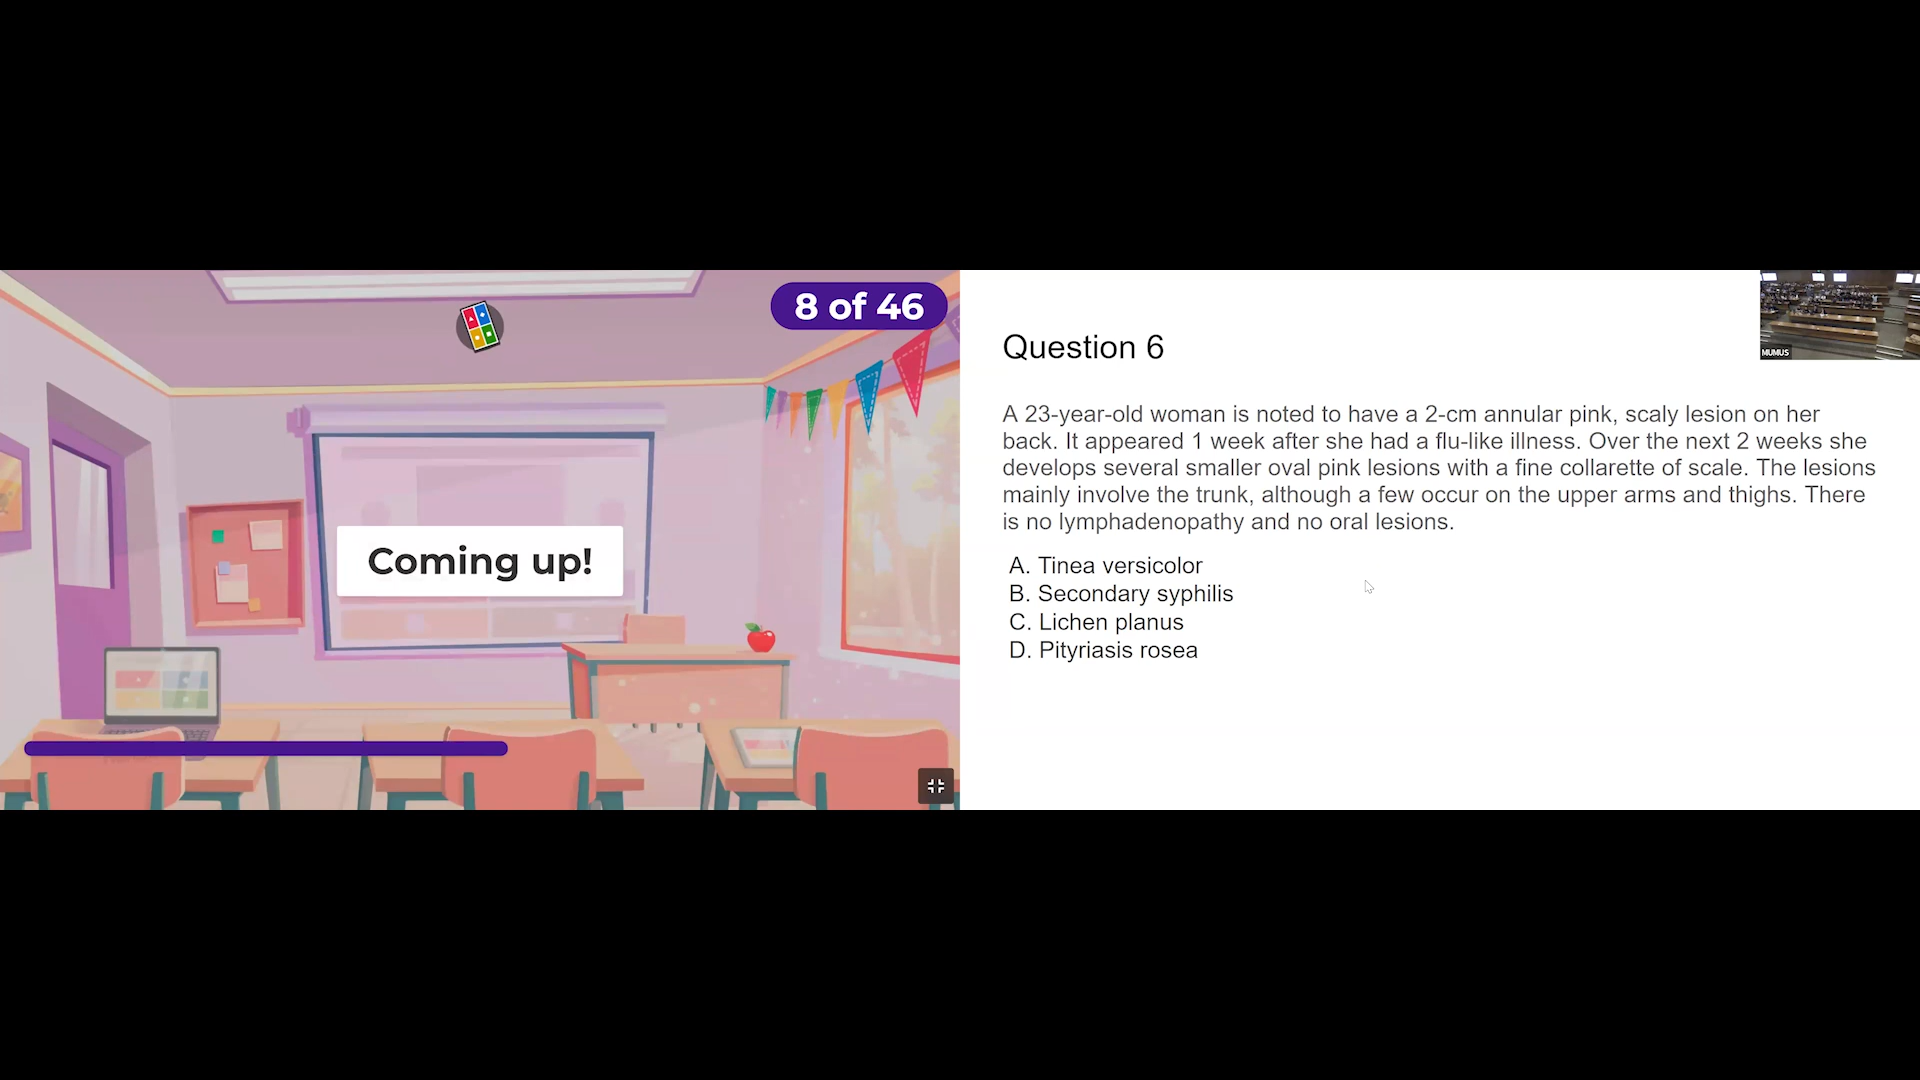 8 of 46
Coming up!
Question 6
A 23-year-old woman is noted to have a 2-cm annular pink, scaly lesion on her
back. It appeared 1 week after she had a flu-like illness. Over the next 2 weeks she
develops several smaller oval pink lesions with a fine collarette of scale. The lesions
mainly involve the trunk, although a few occur on the upper arms and thighs. There
is no lymphadenopathy and no oral lesions.
A. Tinea versicolor
B. Secondary syphilis
C. Lichen planus
D. Pityriasis rosea
MUMUS